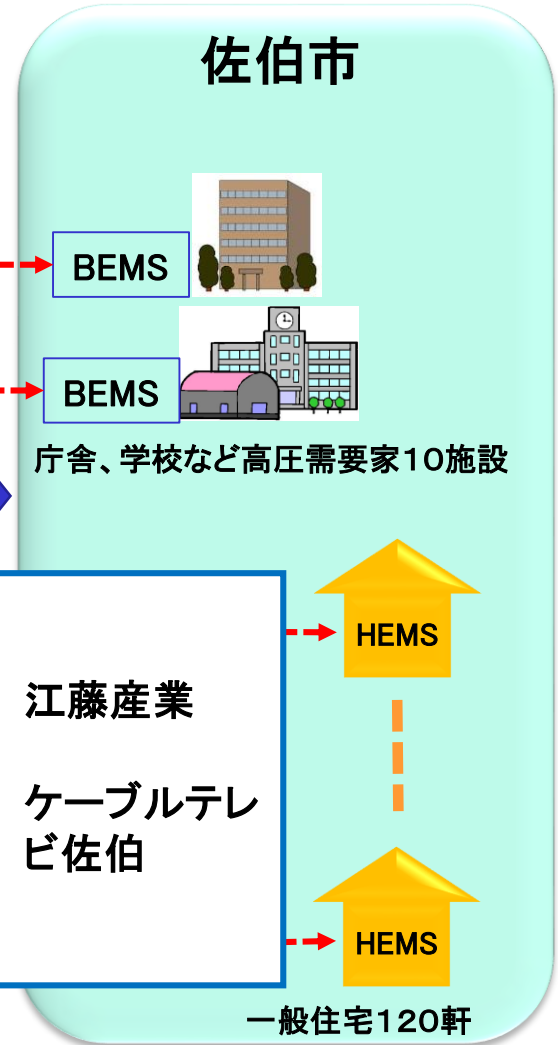 佐伯市
BEMS
BEMS
庁舎、学校など高圧需要家10施設
HEMS
江藤産業
ケーブルテレ
ビ佐伯
HEMS
一般住宅120軒